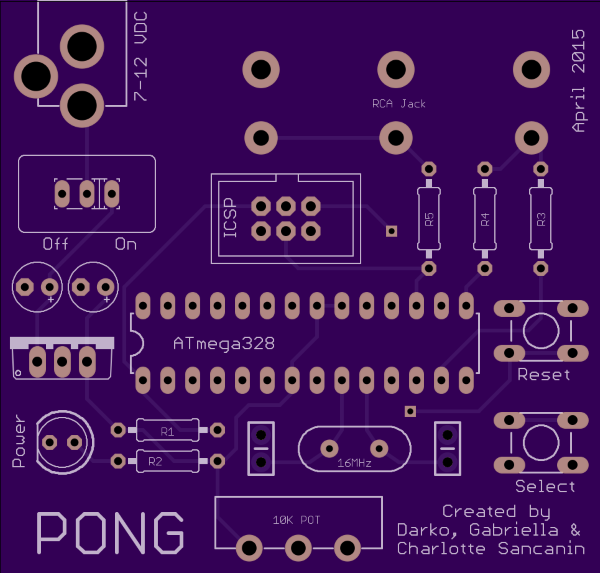 7-12 VDC
April 2015
RCA Jack
ICSP
R5
R4
R3
Off
On
+
+
ATmega328
Reset
Power
R1
R2
16MHz
Select
10K POT
PONG
Created by
Darko, Gabriella &
Charlotte Sancanin